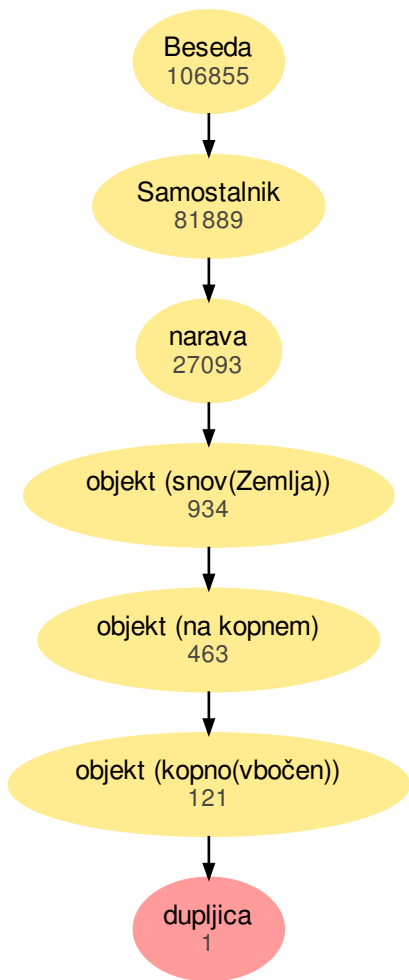 Beseda
106855
Samostalnik
81889
narava
27093
objekt (snov(Zemlja))
934
objekt (na kopnem)
463
objekt (kopno(vbočen))
121
dupljica
1